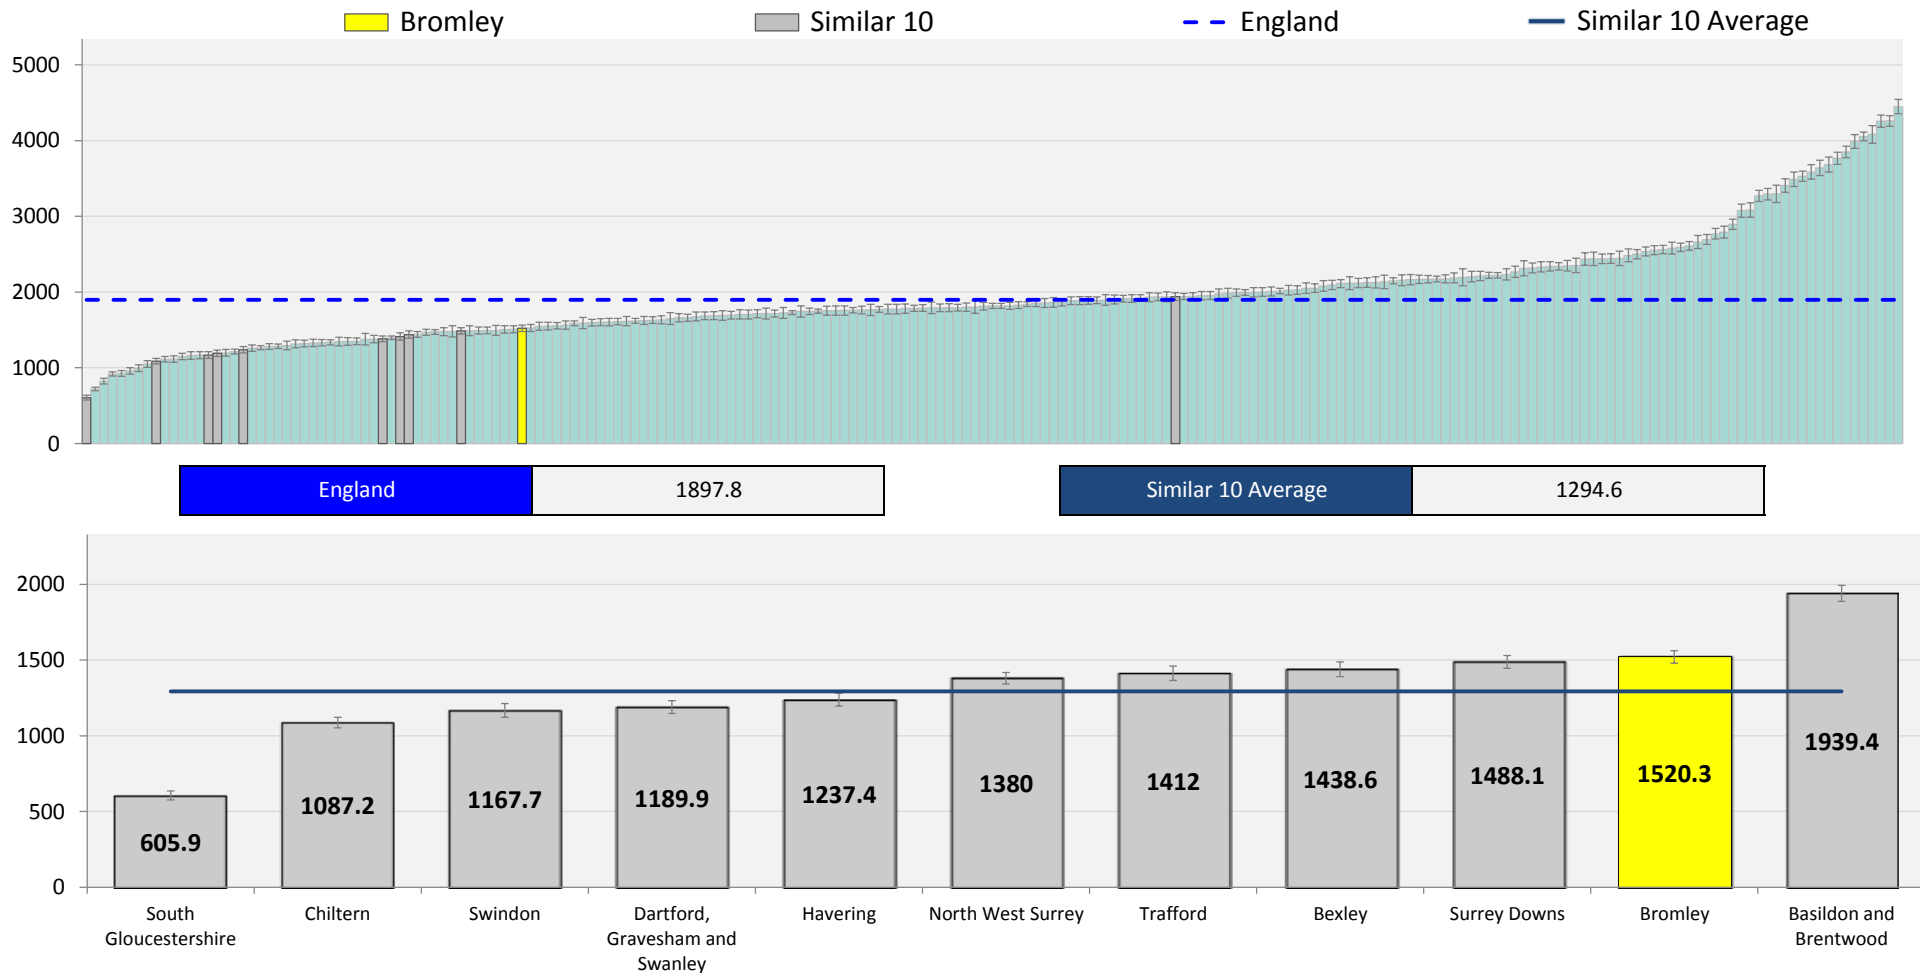 Bromley
Similar 10
England
Similar 10 Average
5000
4000
3000
2000
1000
0
England
1897.8
Similar 10 Average
1294.6
2000
1500
1000
500
0
605.9
1087.2
1167.7
1189.9
1237.4
1380
1412
1438.6
1488.1
1520.3
1939.4
South
Gloucestershire
Chiltern
Swindon
Dartford,
Gravesham and
Swanley
Havering
North West Surrey
Trafford
Bexley
Surrey Downs
Bromley
Basildon and
Brentwood